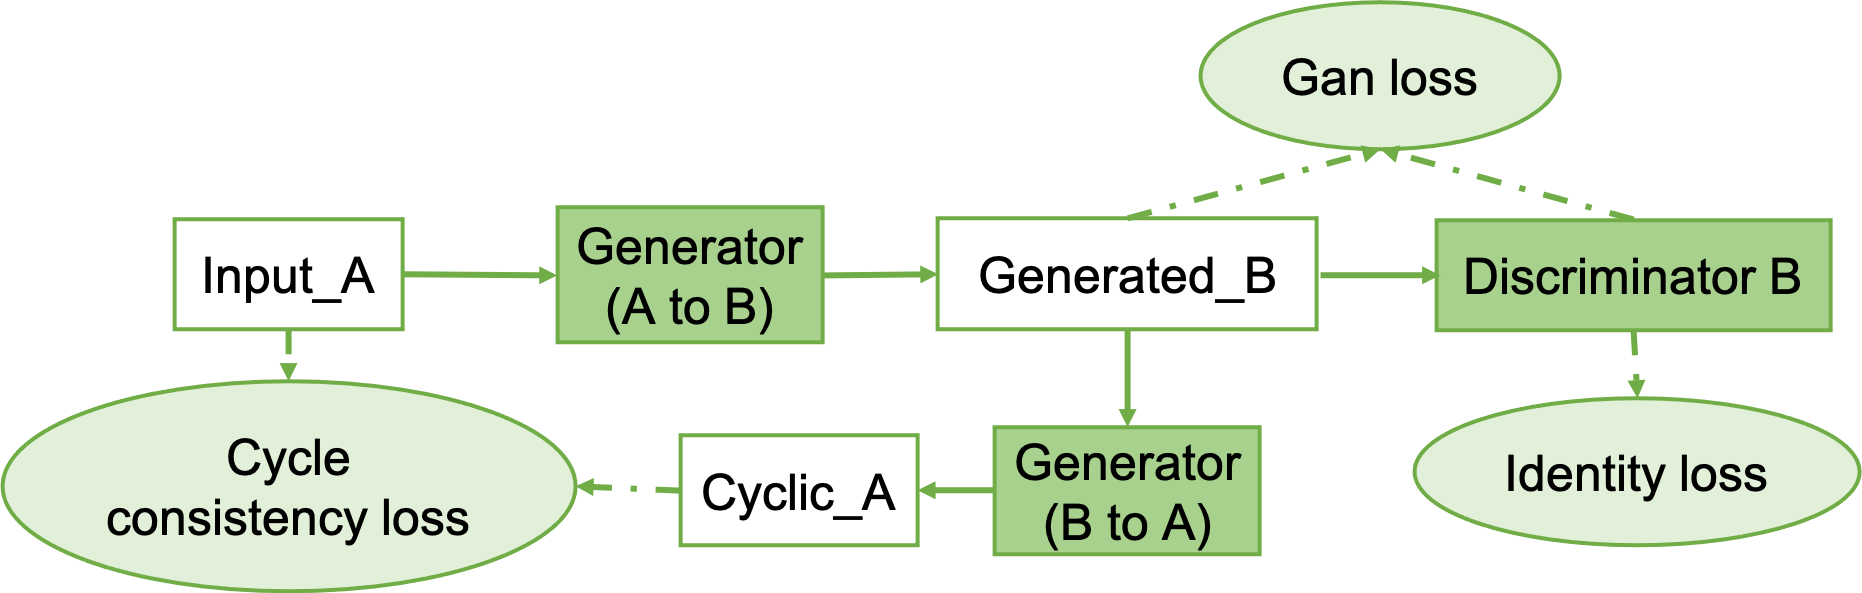 Gan loss
Input_A
Generator
(A to B)
Generated_B
Discriminator B
Cycle
consistency loss
Cyclic_A
Generator
(B to A)
Identity loss